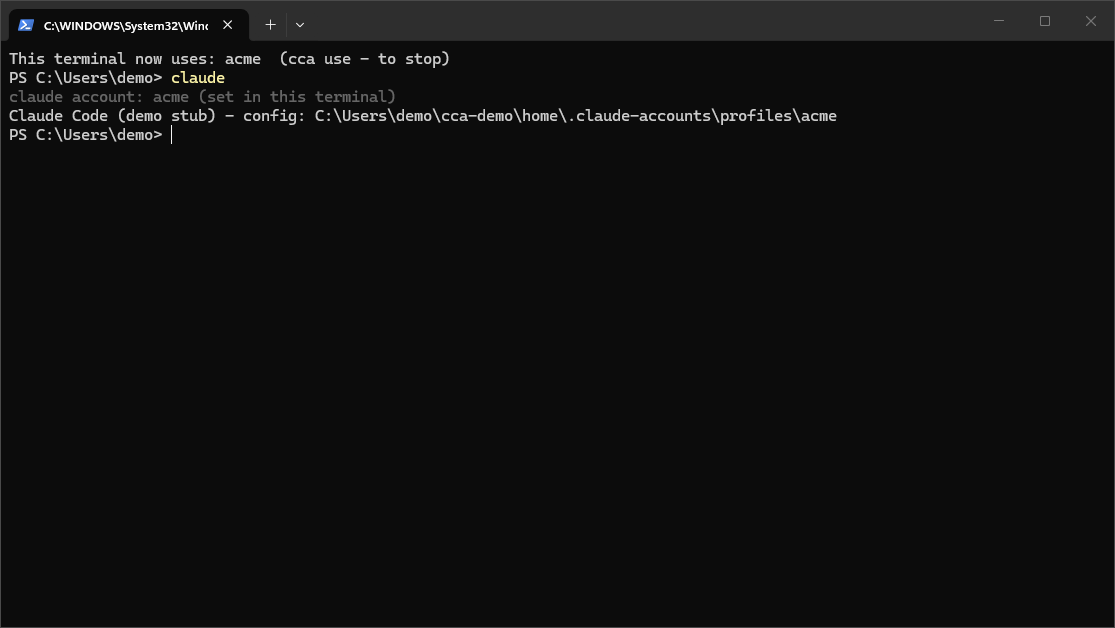 C:\WINDOWS\System32\Wind
This terminal now uses: acme  (cca use - to stop)
PS C:\Users\demo> claude
claude account: acme (set in this terminal)
Claude Code (demo stub) - config: C:\Users\demo\cca-demo\home\.claude-accounts\profiles\acme
PS C:\Users\demo>